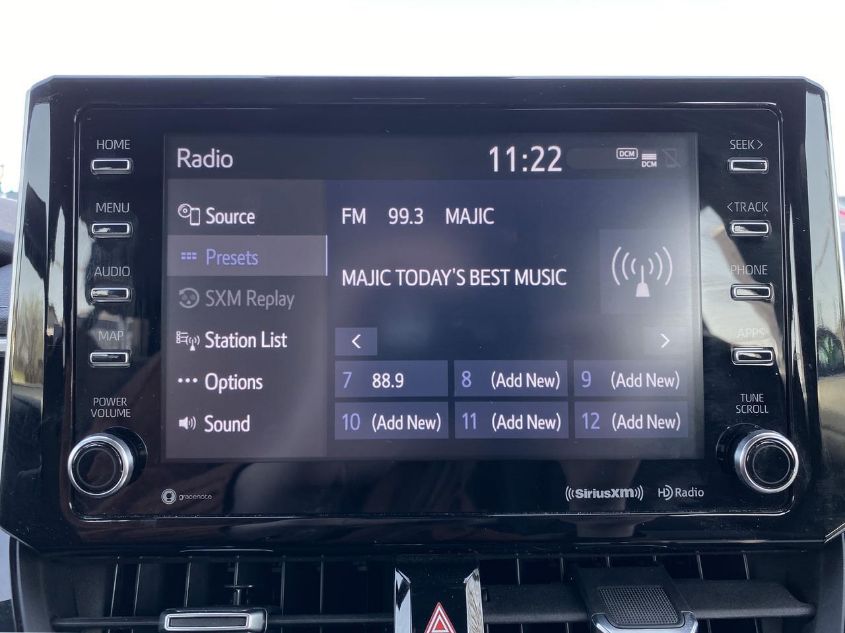 HOME
MENU
AUDIO
MAP
POWER
VOLUME
Radio
11:22
DCM
DCM
Source
Presets
SXM Replay
Station List
Options
Sound
FM 99.3 MAJIC
MAJIC TODAY'S BEST MUSIC
<
>
7 88.9
8 (Add New)
9 (Add New)
10 (Add New)
11 (Add New)
12 (Add New)
SEEK >
< TRACK
PHONE
APPS
TUNE
SCROLL
gracenote
((SiriusXM))
HD Radio